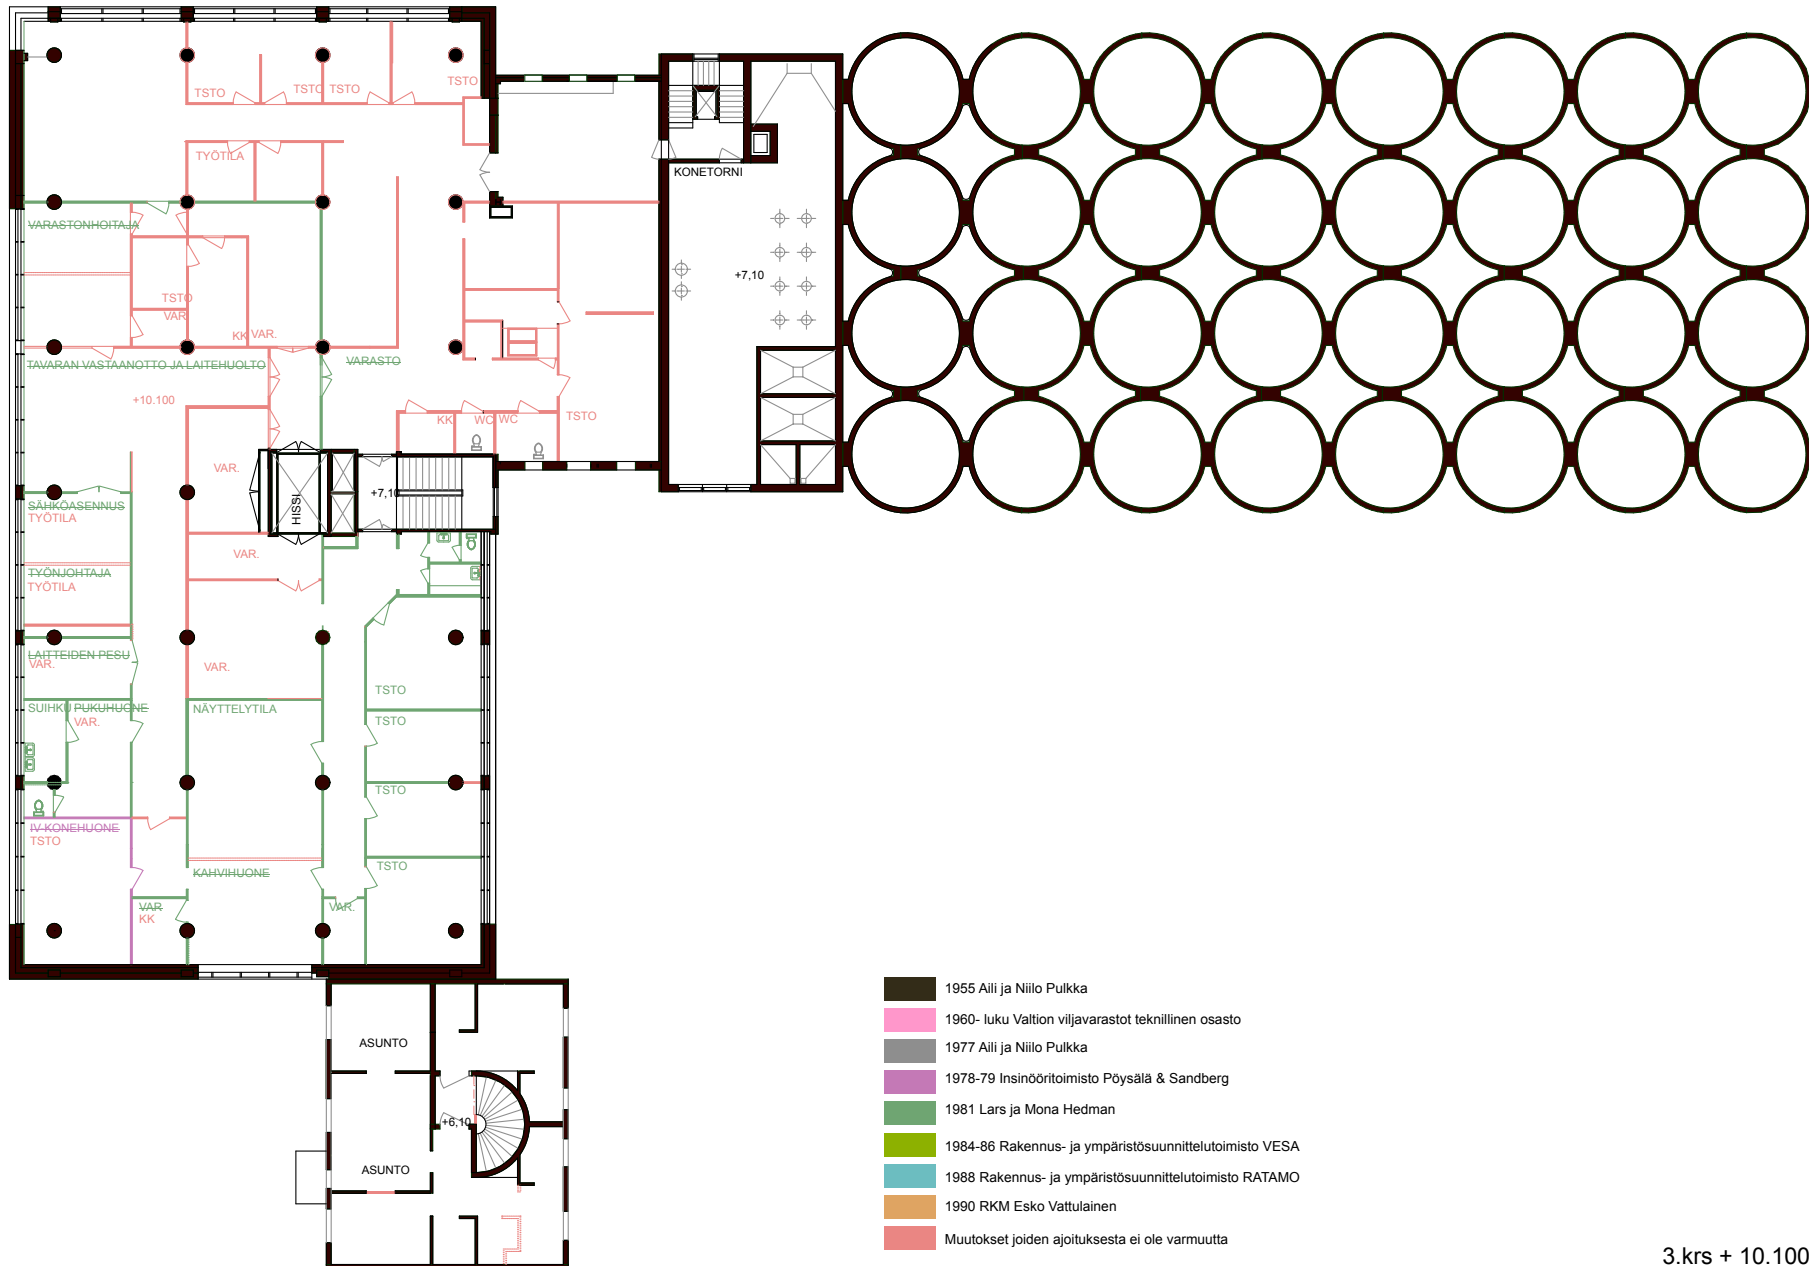 TSTO
TSTO
TSTO
TSTO
TYÖTILA
KONETORNI
VARASTONHOITAJA
+7,10
TSTO
VAR.
KK
VAR.
TAVARAN VASTAANOTTO JA LAITEHUOLTO
VARASTO
+10.100
KK
WC
WC
TSTO
VAR.
HISSI
+7,10
SÄHKÖASENNUS
TYÖTILA
VAR.
TYÖNJOHTAJA
TYÖTILA
LAITTEIDEN PESU
VAR.
VAR.
TSTO
SUIHKU PUKUHUONE
VAR.
NÄYTTELYTILA
TSTO
TSTO
IV-KONEHUONE
TSTO
KAHVIHUONE
TSTO
VAR
KK
VAR.
ASUNTO
+6,10
ASUNTO
1955 Aili ja Niilo Pulkka
1960- luku Valtion viljavarastot teknillinen osasto
1977 Aili ja Niilo Pulkka
1978-79 Insinööritoimisto Pöysälä & Sandberg
1981 Lars ja Mona Hedman
1984-86 Rakennus- ja ympäristösuunnittelutoimisto VESA
1988 Rakennus- ja ympäristösuunnittelutoimisto RATAMO
1990 RKM Esko Vattulainen
Muutokset joiden ajoituksesta ei ole varmuutta
3.krs + 10.100